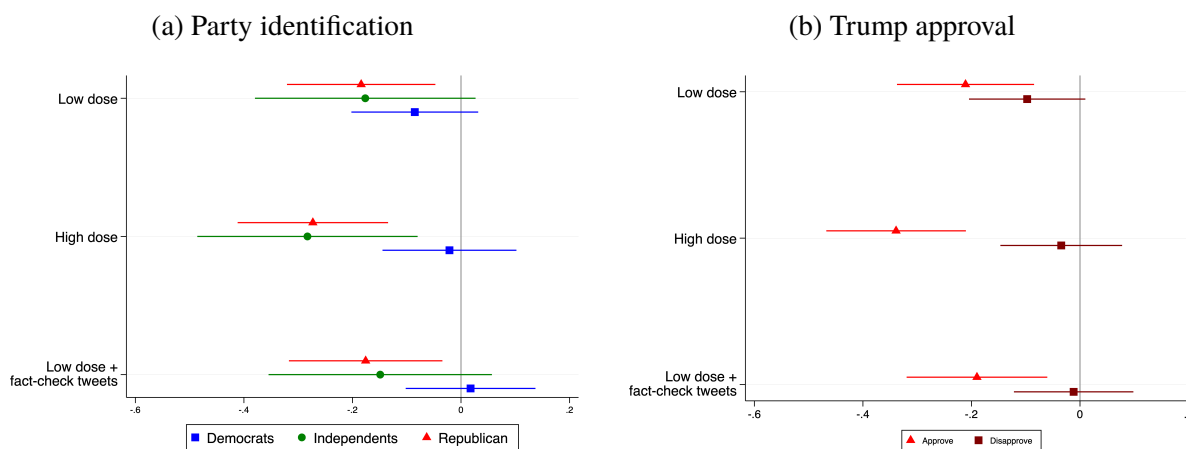 (a) Party identification
Low dose
High dose
Low dose +
fact-check tweets
-.6
-.4
-.2
0
.2
Democrats
Independents
Republican
(b) Trump approval
Low dose
High dose
Low dose +
fact-check tweets
-.6
-.4
-.2
0
Approve
Disapprove